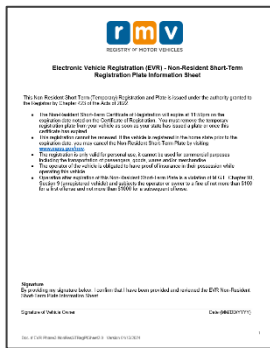 rmv
REGISTRY OF MOTOR VEHICLES
Electronic Vehicle Registration (EVR) - Non-Resident Short-Term
Registration Plate Information Sheet
This Non-Resident Short Term (Temporary) Registration and Plate is issued under the authority granted to
the Registrar by Chapter 423 of the Acts of 2022
The Non-Resident Short-term Certificate of Registration will expire at 11:59pm on the
expiration date noted on the Certificate of Registration. You must remove the temporary
registration plate from your vehicle as soon as your state has issued a plate or once this
certificate has expired
This registration cannot be renewed. If the vehicle is registered in the home state prior to the
expiration date, you may cancel the Non-Resident Short Term Plate by visiting
The registration is only valid for personal use. It cannot be used for commercial purposes
including the transportation of passengers, goods, wares and/or merchandise
The operator of the vehicle is obligated to have proof of insurance in their possession while
operating this vehicle
Operation after expiration of this Non-Resident Short-Term Plate is a violation of M.G.L. Chapter 90,
Section 9 (unregistered vehicle) and subjects the operator or owner to a fine of not more than $100
for a first offense and not more than $1000 for a subsequent offense
Signature
By providing my signature below, I confirm that I have been provided and reviewed the EVR Non-Resident
Short-Term Plate Information Sheet
Signature of Vehicle Owner Date (MM/DD/YYYY)
1